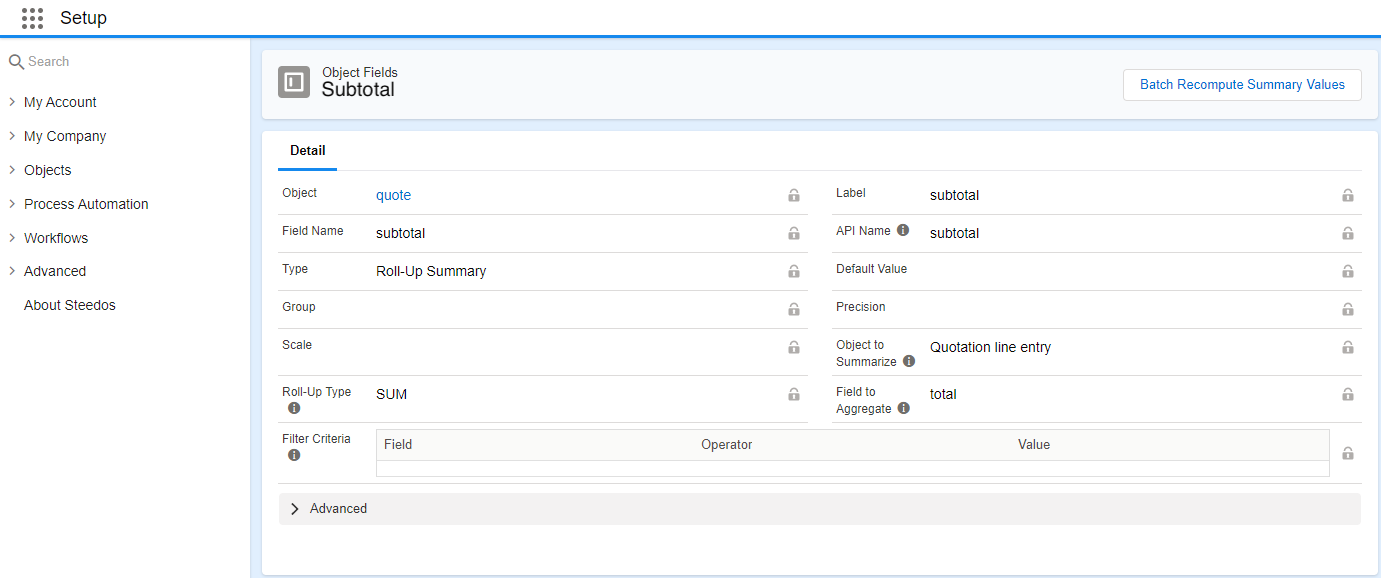 Setup
Search
My Account
My Company
Objects
Process Automation
Workflows
Advanced
About Steedos
Object Fields
Subtotal
Batch Recompute Summary Values
Detail
Object quote
Label subtotal
Field Name subtotal
API Name subtotal
Type Roll-Up Summary
Default Value
Group
Precision
Scale
Object to
Summarize Quotation line entry
Roll-Up Type SUM
Field to
Aggregate total
Filter Criteria
Field Operator Value
Advanced